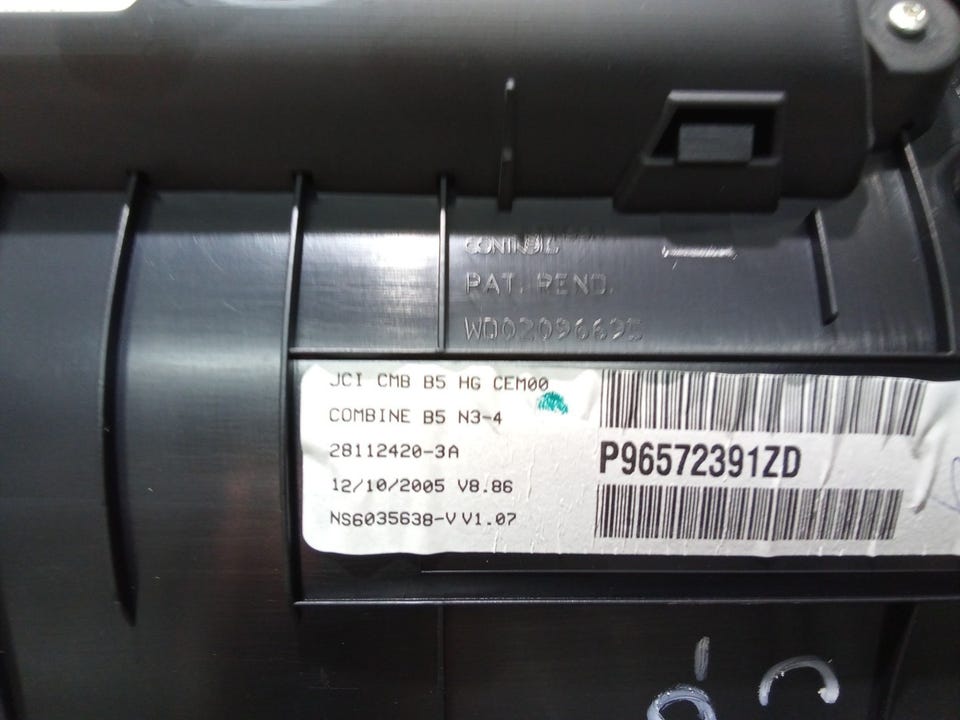 CONTROLS
PAT. PEND.
JCI CMB B5 HG CEM00
COMBINE B5 N3-4
28112420-3A
12/10/2005 V8.86
NS6035638-V V1.07
P96572391ZD